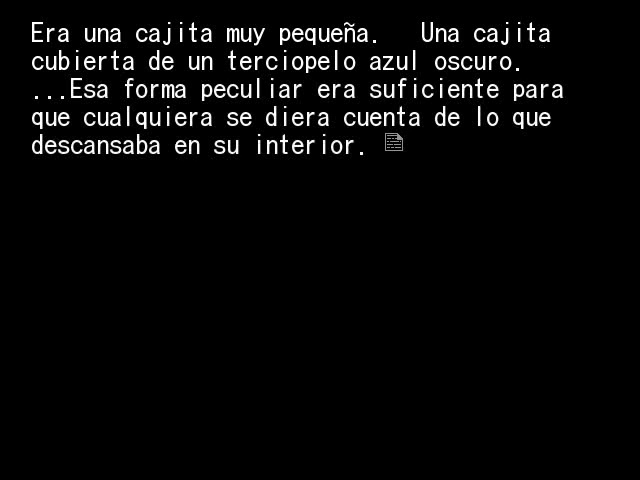 Era una cajita muy pequeña.   Una cajita
cubierta de un terciopelo azul oscuro.
...Esa forma peculiar era suficiente para
que cualquiera se diera cuenta de lo que
descansaba en su interior.